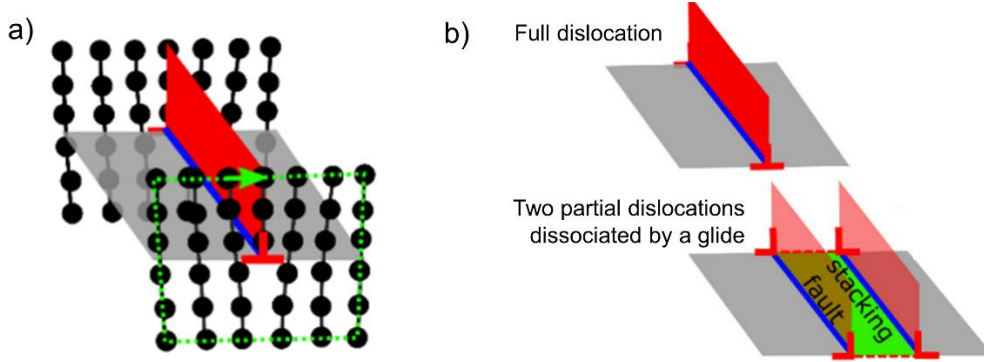 a)
b)
Full dislocation
Two partial dislocations
dissociated by a glide
stacking
fault